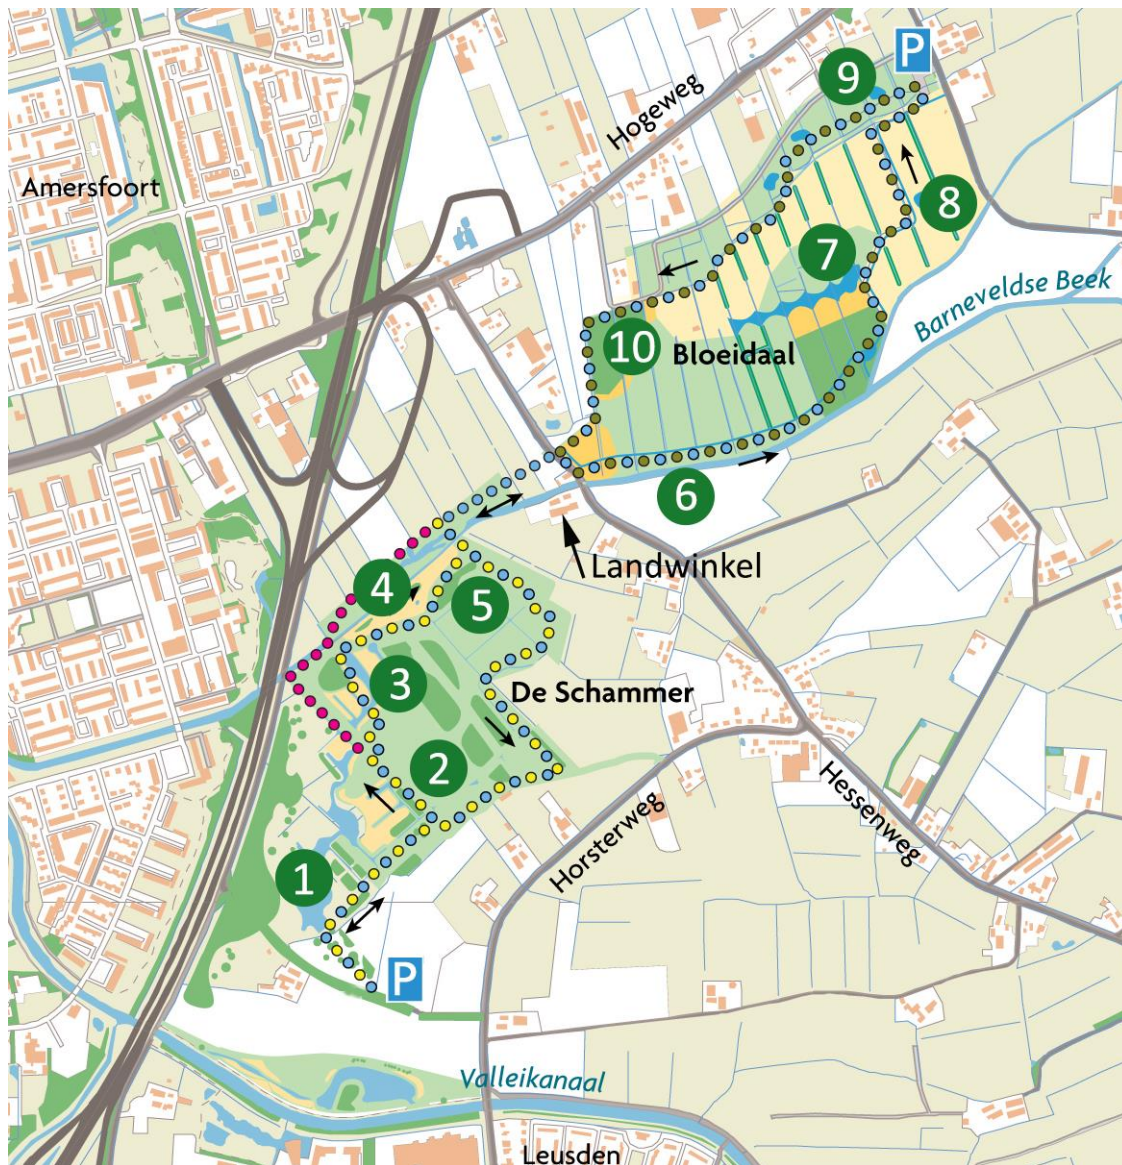 P
9
Hogeweg
Amersfoort
8
7
Barneveldse Beek
10
Bloeidaal
6
Landwinkel
4
5
3
De Schammer
2
Hessenweg
Horsterweg
1
P
Valleikanaal
Leusden